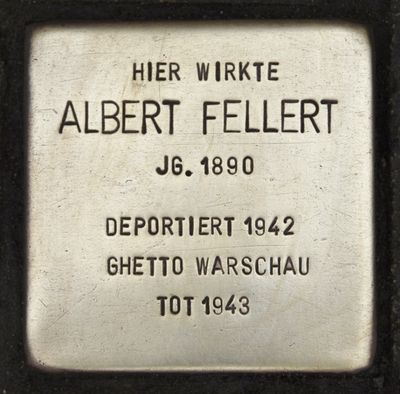 HIER WIRKTE
ALBERT FELLERT
JG. 1890
DEPORTIERT 1942
GHETTO WARSCHAU
TOT 1943